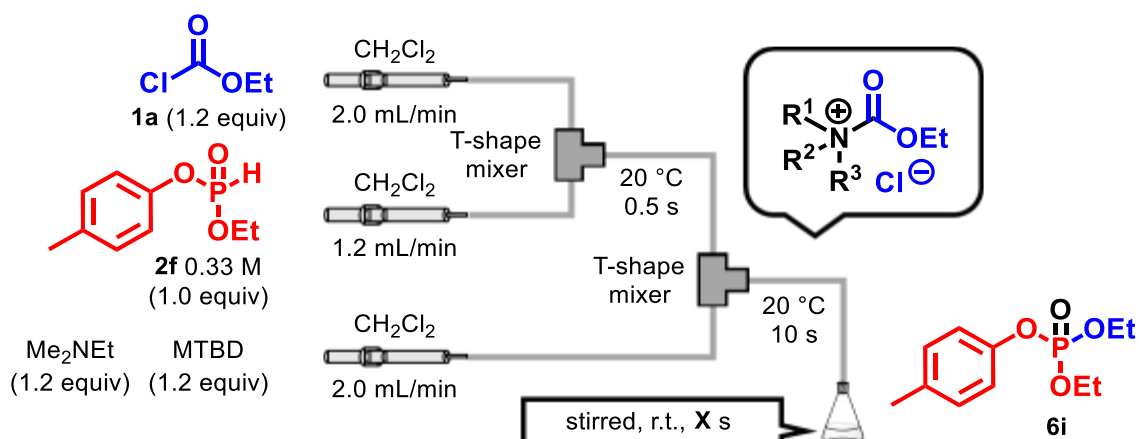 O
Cl
OEt
1a (1.2 equiv)
CH2Cl2
2.0 mL/min
T-shape
mixer
O
O
P
H
OEt
2f 0.33 M
(1.0 equiv)
CH2Cl2
1.2 mL/min
20 °C
0.5 s
R1
R2
N
+
R3
O
OEt
Cl−
T-shape
mixer
20 °C
10 s
Me2NEt
(1.2 equiv)
MTBD
(1.2 equiv)
CH2Cl2
2.0 mL/min
stirred, r.t., X s
O
O
P
OEt
OEt
6i